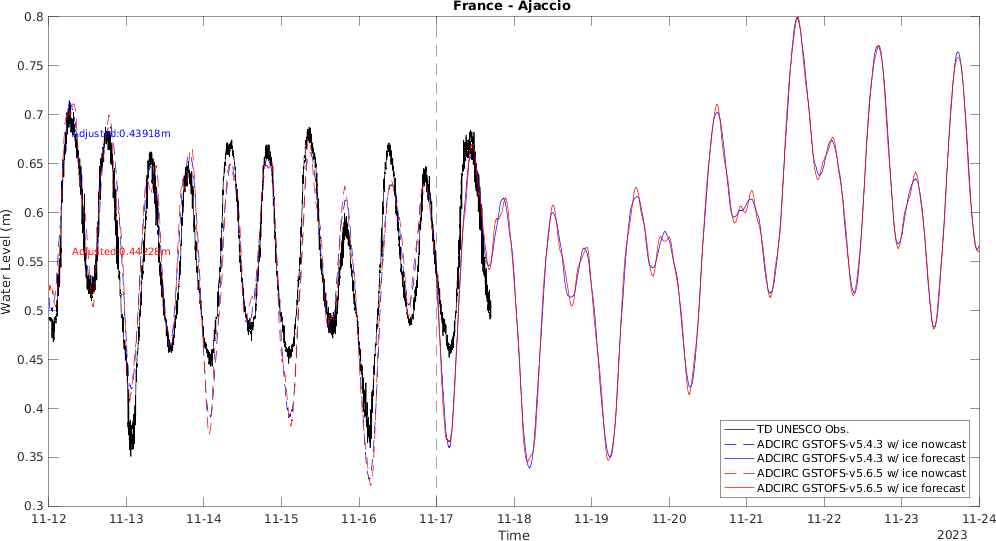 France - Ajaccio
0.8
0.75
0.7
0.65
0.6
0.55
0.5
0.45
0.4
0.35
0.3
Water Level (m)
Adjusted:0.43918m
Adjusted:0.44228m
TD UNESCO Obs.
ADCIRC GSTOFS-v5.4.3 w/ ice nowcast
ADCIRC GSTOFS-v5.4.3 w/ ice forecast
ADCIRC GSTOFS-v5.6.5 w/ ice nowcast
ADCIRC GSTOFS-v5.6.5 w/ ice forecast
11-12 11-13 11-14 11-15 11-16 11-17 11-18 11-19 11-20 11-21 11-22 11-23 11-24
Time
2023